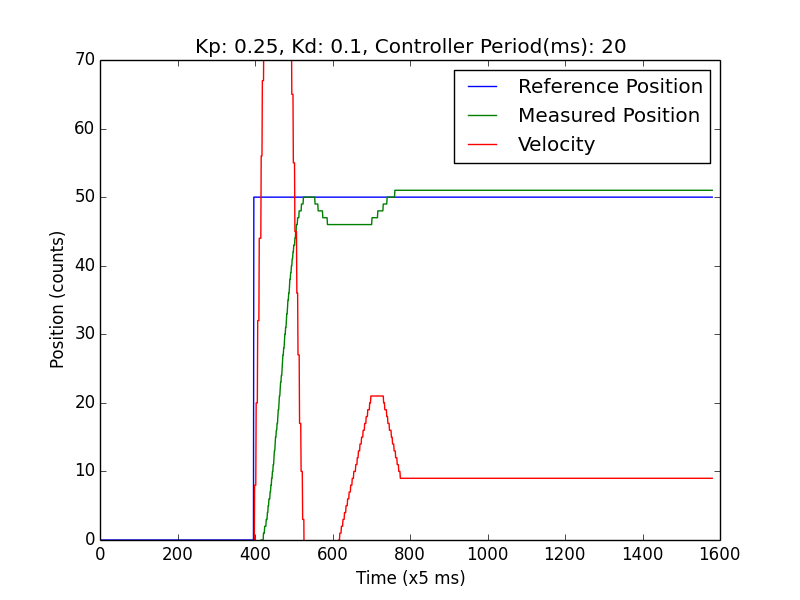 Kp: 0.25, Kd: 0.1, Controller Period(ms): 20
70
60
50
40
30
20
10
0
Position (counts)
Reference Position
Measured Position
Velocity
0 200 400 600 800 1000 1200 1400 1600
Time (x5 ms)